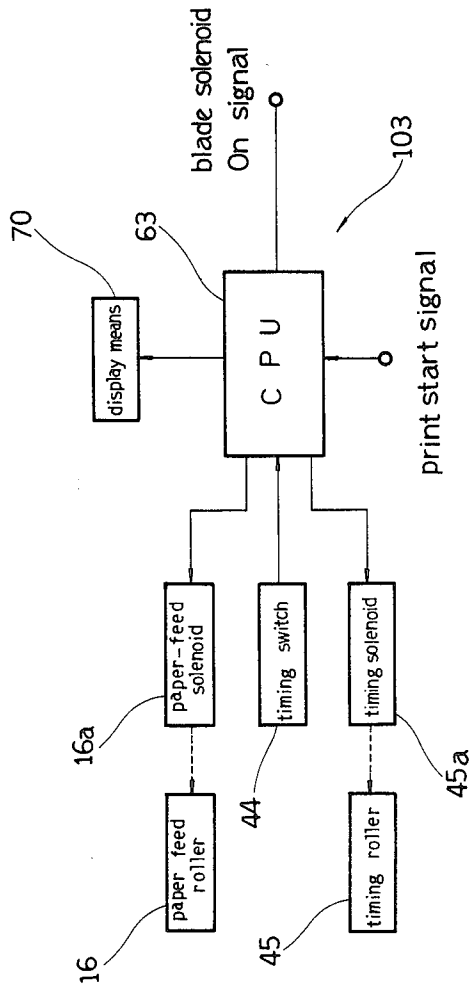 70
display means
63
C P U
blade solenoid
On signal
103
print start signal
16a
paper-feed
solenoid
16
paper feed
roller
44
timing switch
45a
timing solenoid
45
timing roller